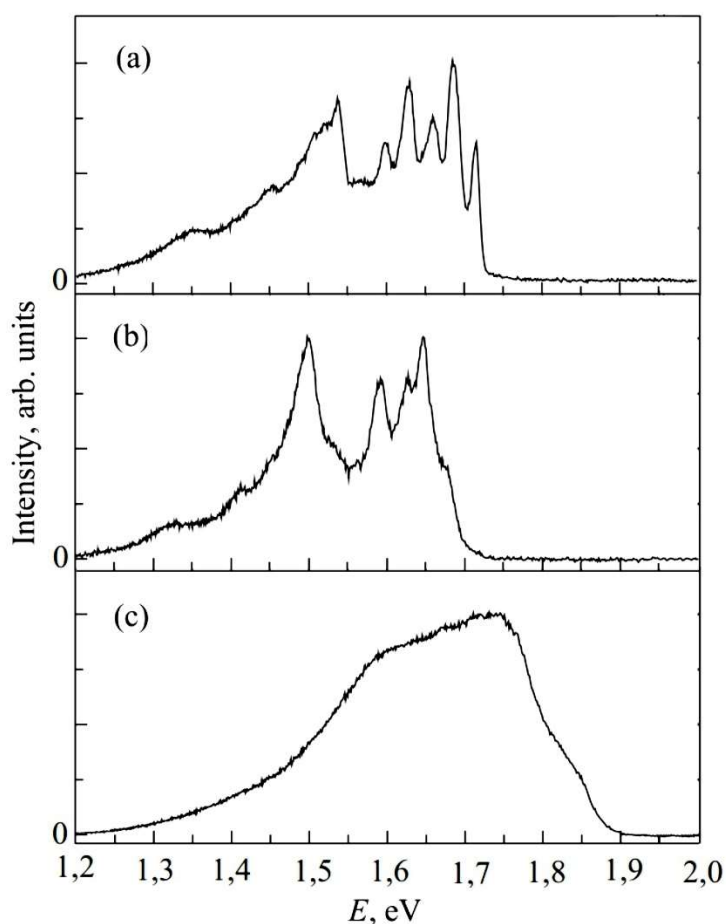 (a)
0
(b)
0
(c)
0
Intensity, arb. units
1,2 1,3 1,4 1,5 1,6 1,7 1,8 1,9 2,0
E, eV